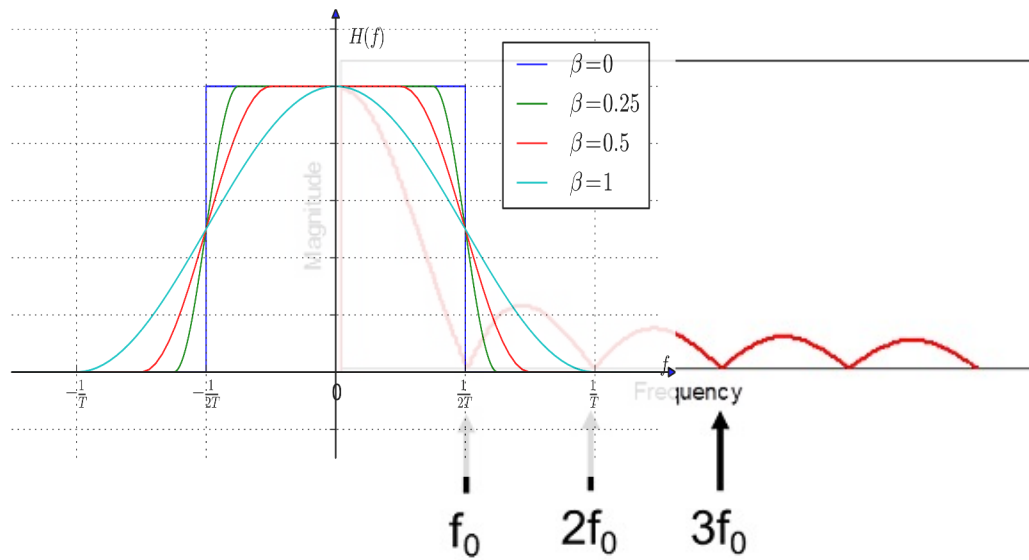 H(f)
β=0
β=0.25
β=0.5
β=1
Magnitude
f
-1/T
-1/2T
0
1/2T
1/T
Frequency
f₀
2f₀
3f₀